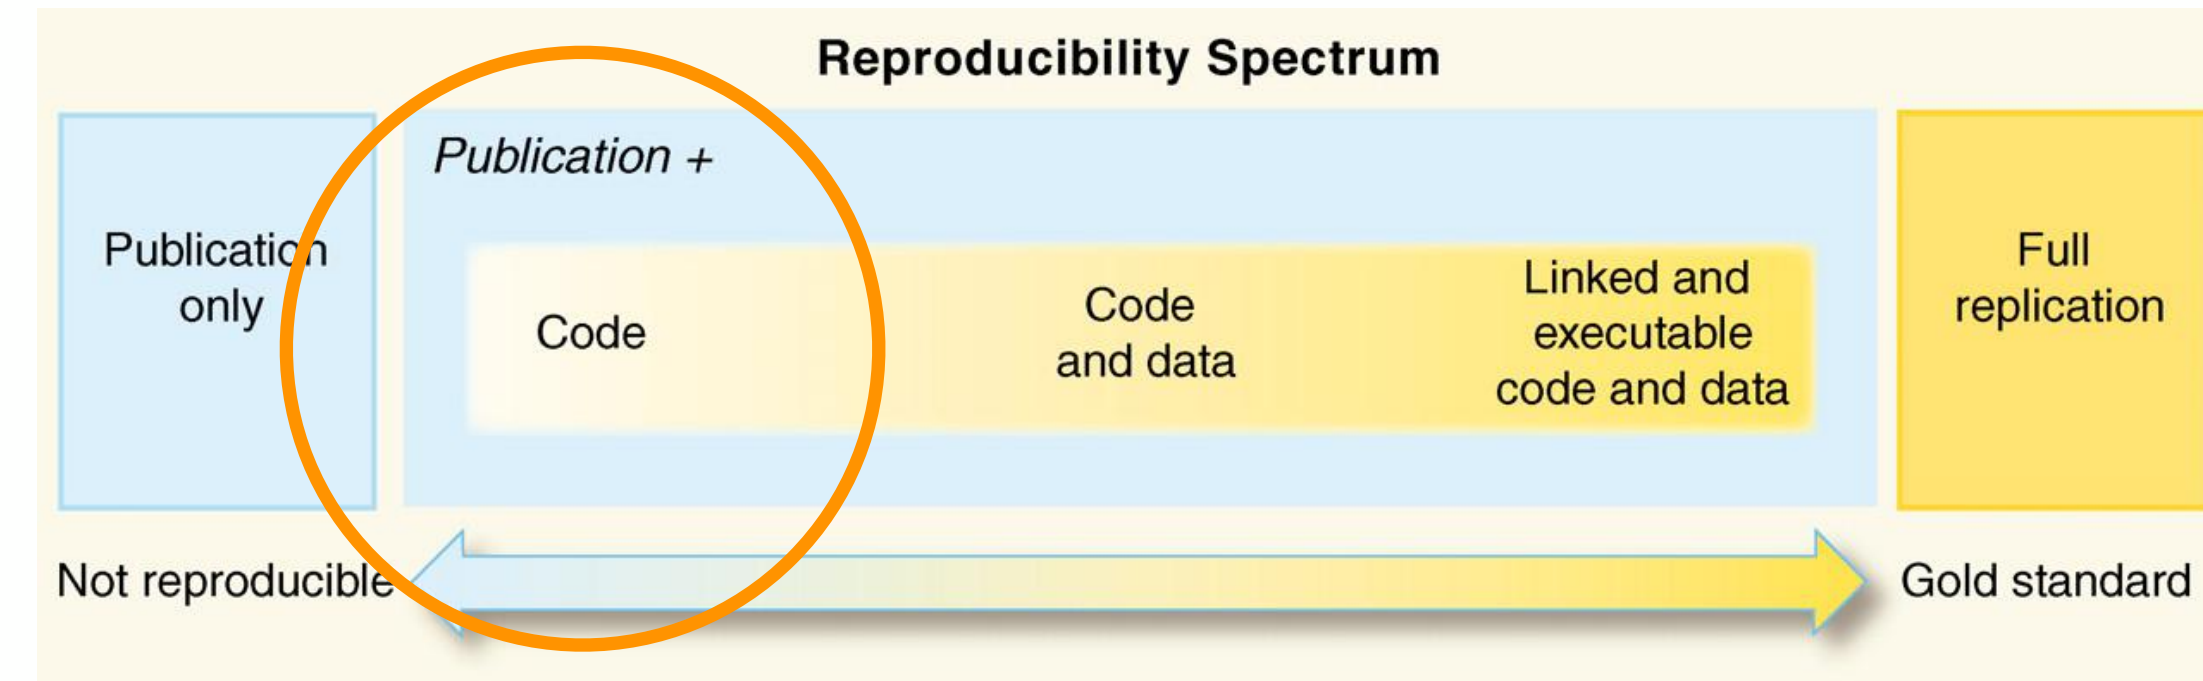 Reproducibility Spectrum
Publication
only
Publication +
Code
Code
and data
Linked and
executable
code and data
Full
replication
Not reproducible
Gold standard